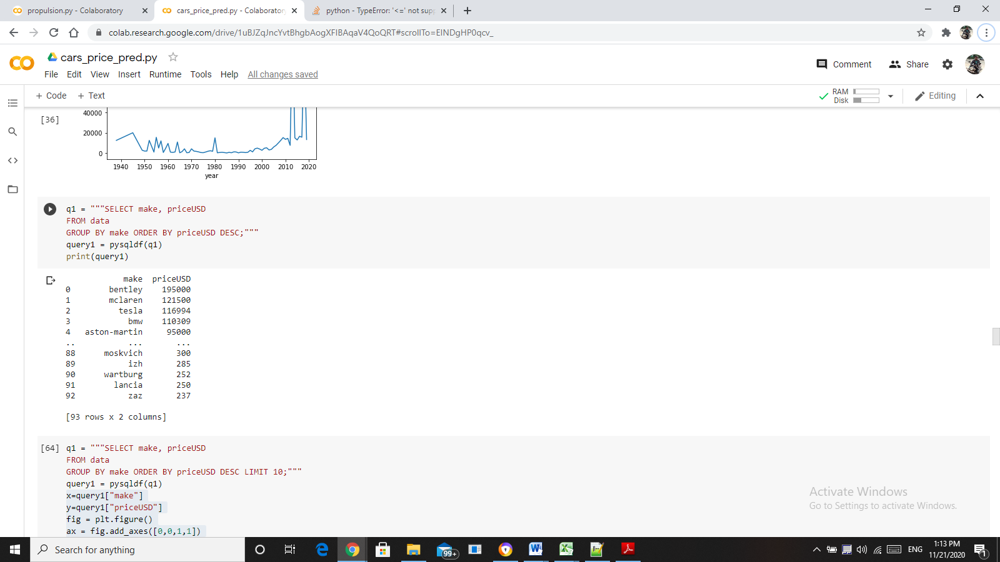 propulsion.py - Colaboratory
cars_price_pred.py - Colaboratory
python - TypeError: '<=' not supp
colab.research.google.com/drive/1uBJZqJncYvtBhgbAogXFIBAqaV4QoQRT#scrollTo=EINDgHP0qcv_
cars_price_pred.py
Comment
Share
File Edit View Insert Runtime Tools Help All changes saved
+ Code + Text
RAM
Disk
Editing
[36]
40000
20000
0
1940 1950 1960 1970 1980 1990 2000 2010 2020
year
q1 = """SELECT make, priceUSD
FROM data
GROUP BY make ORDER BY priceUSD DESC;"""
query1 = pysqldf(q1)
print(query1)
make priceUSD
0 bentley 195000
1 mclaren 121500
2 tesla 116994
3 bmw 110309
4 aston-martin 95000
.. ... ...
88 moskvich 300
89 izh 285
90 wartburg 252
91 lancia 250
92 zaz 237
[93 rows x 2 columns]
[64] q1 = """SELECT make, priceUSD
FROM data
GROUP BY make ORDER BY priceUSD DESC LIMIT 10;"""
query1 = pysqldf(q1)
x=query1["make"]
y=query1["priceUSD"]
fig = plt.figure()
ax = fig.add_axes([0,0,1,1])
Activate Windows
Go to Settings to activate Windows.
Search for anything
99+
ENG
1:13 PM
11/21/2020
1